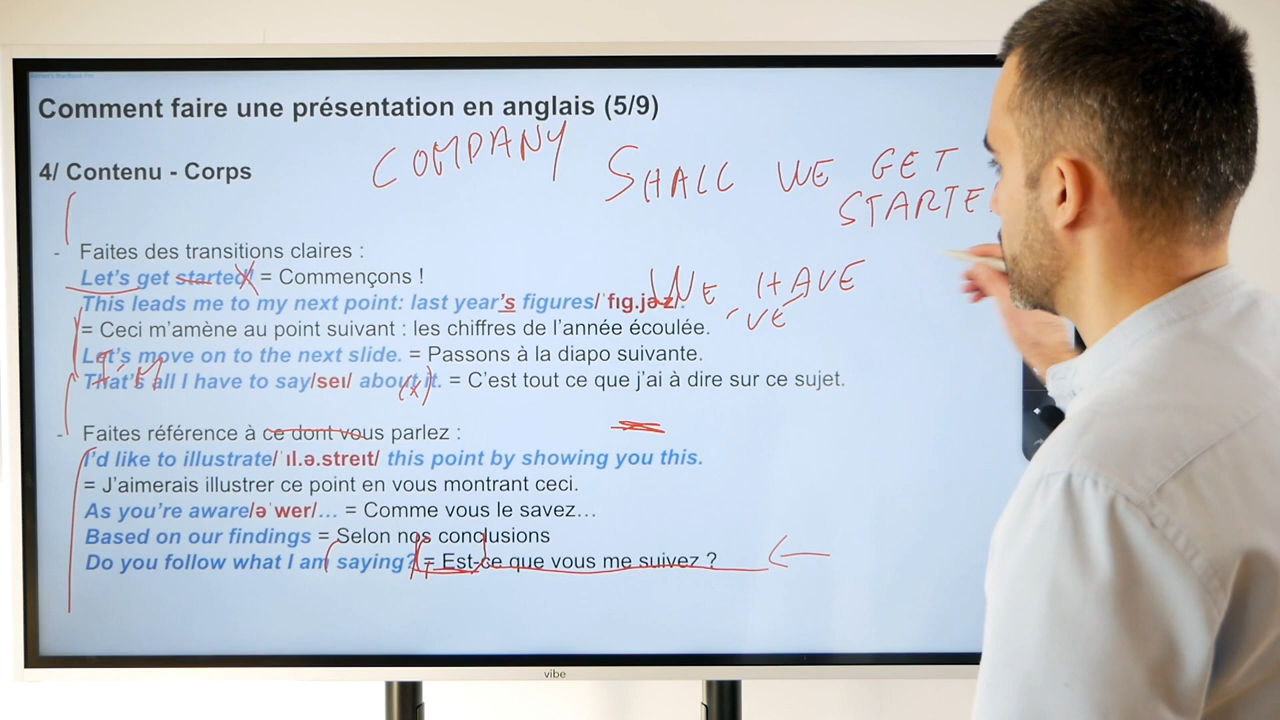 Comment faire une présentation en anglais (5/9)
COMPANY
SHALL WE GET
STARTE
4/ Contenu - Corps
- Faites des transitions claires :
Let's get started! = Commençons !
WE HAVE
'VE
This leads me to my next point: last year's figures/ˈfɪg.jəz/.
= Ceci m'amène au point suivant : les chiffres de l'année écoulée.
Let's move on to the next slide. = Passons à la diapo suivante.
I'M
That's all I have to say/seɪ/ about it. = C'est tout ce que j'ai à dire sur ce sujet.
(x)
- Faites référence à ce dont vous parlez :
I'd like to illustrate/ˈɪl.ə.streɪt/ this point by showing you this.
= J'aimerais illustrer ce point en vous montrant ceci.
As you're aware/əˈwer/… = Comme vous le savez…
Based on our findings = Selon nos conclusions
Do you follow what I am saying? = Est-ce que vous me suivez ?
vibe